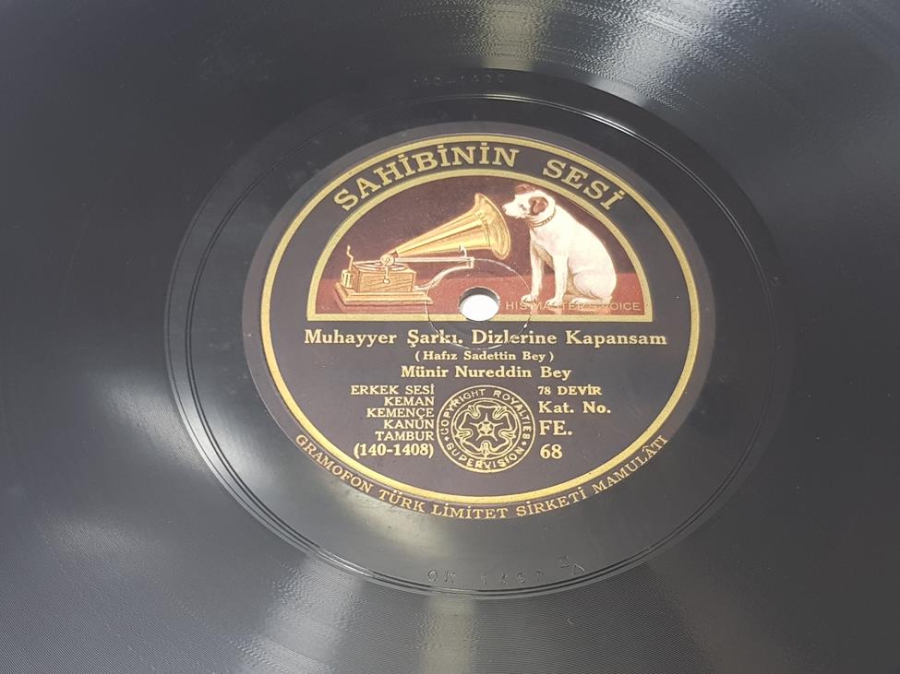 SAHİBİNİN SESİ
HIS MASTER'S VOICE
Muhayyer Şarkı. Dizlerine Kapansam
(Hafız Sadettin Bey)
Münir Nureddin Bey
ERKEK SESİ
KEMAN
KEMENÇE
KANUN
TAMBUR
(140-1408)
COPYRIGHT ROYALTIES
SUPERVISION
78 DEVİR
Kat. No.
FE.
68
GRAMOFON TÜRK LİMİTET SİRKETİ MAMULÂTI